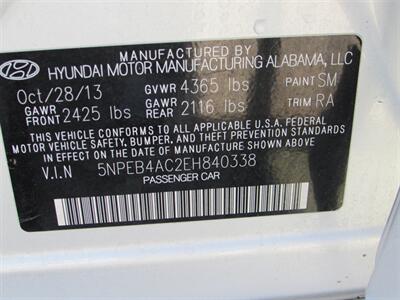 MANUFACTURED BY
HYUNDAI MOTOR MANUFACTURING ALABAMA, LLC
Oct/28/13 GVWR 4365 lbs PAINT SM
GAWR FRONT 2425 lbs GAWR REAR 2116 lbs TRIM RA
THIS VEHICLE CONFORMS TO ALL APPLICABLE U.S.A. FEDERAL
MOTOR VEHICLE SAFETY, BUMPER, AND THEFT PREVENTION STANDARDS
IN EFFECT ON THE DATE OF MANUFACTURE SHOWN ABOVE.
V.I.N 5NPEB4AC2EH840338
PASSENGER CAR